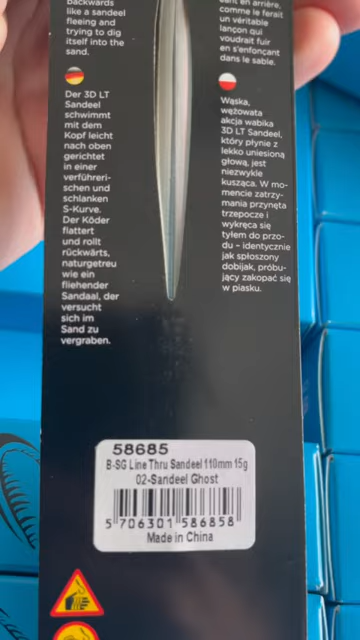 backwards
like a sandeel
fleeing and
trying to dig
itself into the
sand.
en arrière,
comme le ferait
un véritable
lançon qui
voudrait fuir
en s'enfonçant
dans le sable.
Der 3D LT
Sandeel
schwimmt
mit dem
Kopf leicht
nach oben
gerichtet
in einer
verführeri-
schen und
schlanken
S-Kurve.
Der Köder
flattert
und rollt
rückwärts,
naturgetreu
wie ein
fliehender
Sandaal, der
versucht
sich im
Sand zu
vergraben.
Wąska,
wężowata
akcja wabika
3D LT Sandeel,
który płynie z
lekko uniesioną
głową, jest
niezwykle
kusząca. W mo-
mencie zatrzy-
mania przynęta
trzepocze i
wykręca się
tyłem do przo-
du – identycznie
jak spłoszony
dobijak, próbu-
jący zakopać się
w piasku.
58685
B-SG Line Thru Sandeel 110mm 15g
02-Sandeel Ghost
5 706301 586858
Made in China